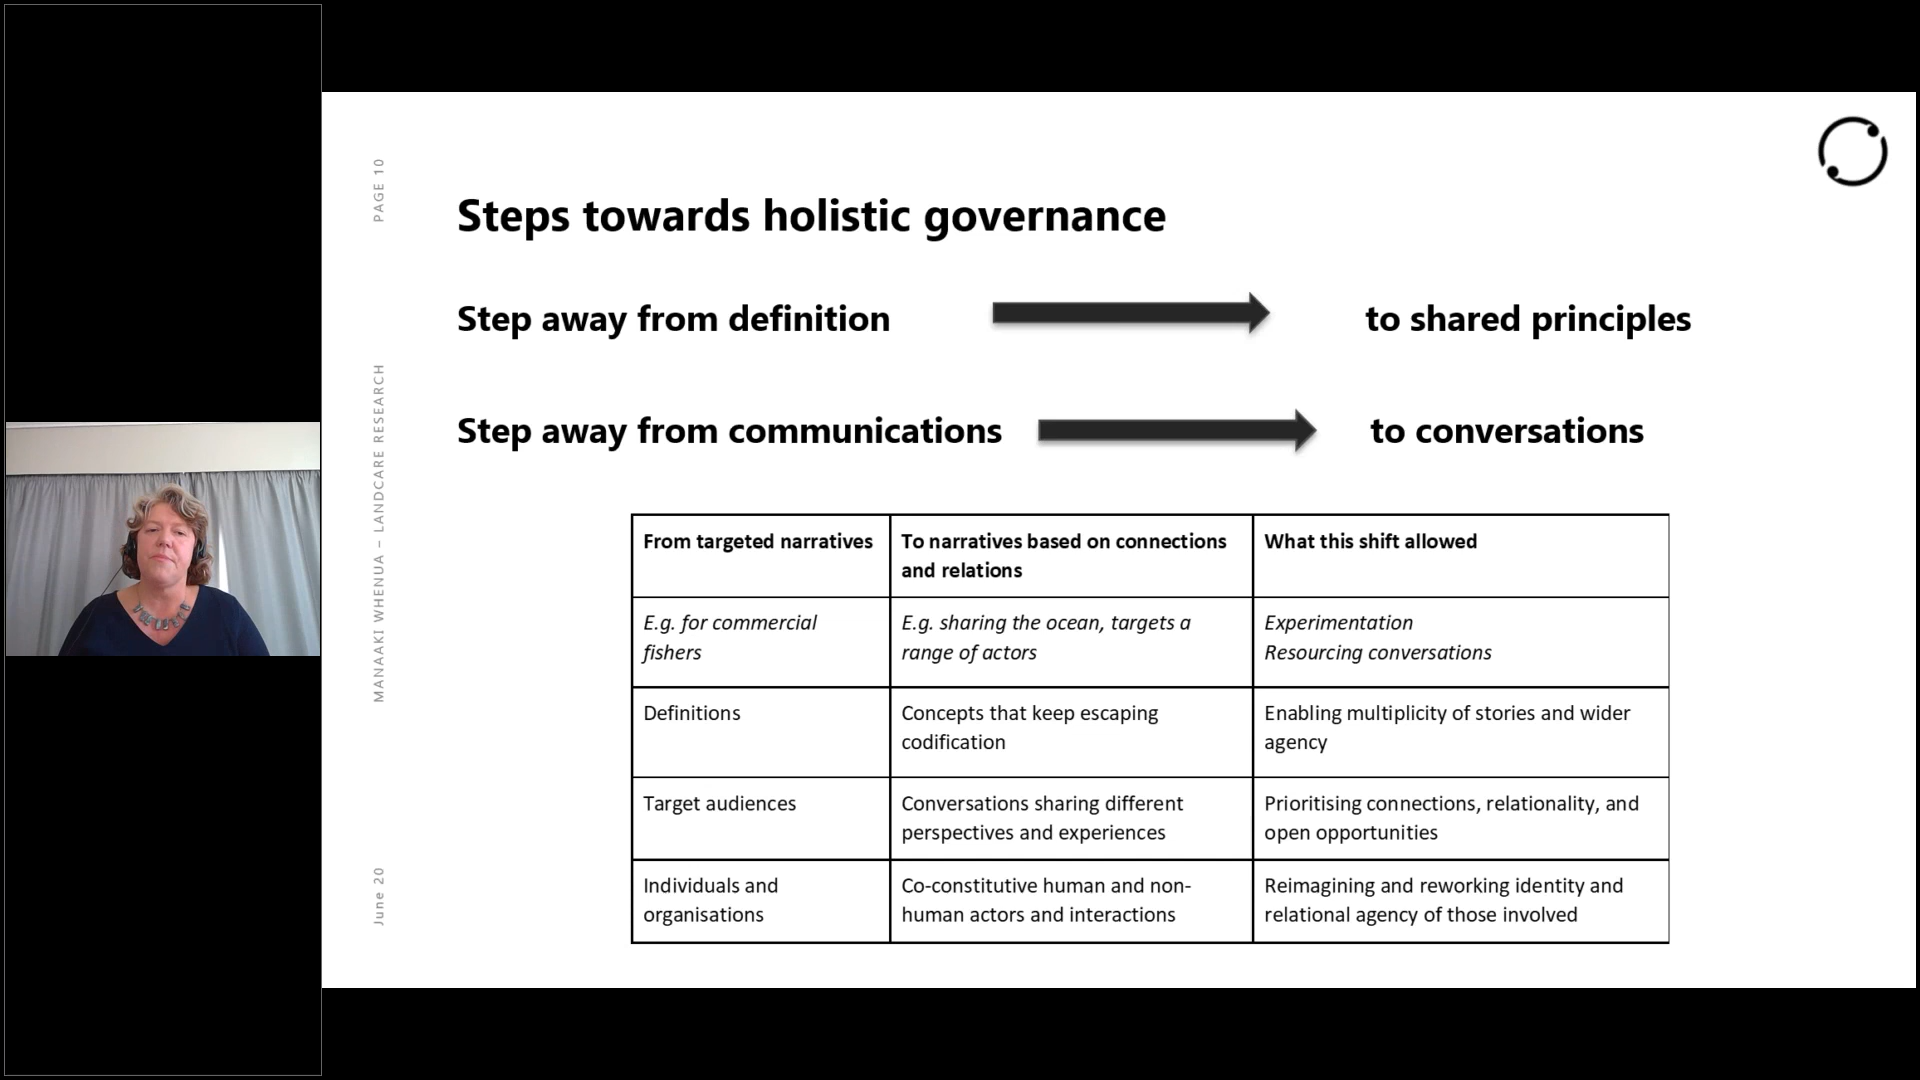 PAGE 10
MANAAKI WHENUA – LANDCARE RESEARCH
June 20
Steps towards holistic governance
Step away from definition
to shared principles
Step away from communications
to conversations
From targeted narratives
To narratives based on connections
and relations
What this shift allowed
E.g. for commercial
fishers
E.g. sharing the ocean, targets a
range of actors
Experimentation
Resourcing conversations
Definitions
Concepts that keep escaping
codification
Enabling multiplicity of stories and wider
agency
Target audiences
Conversations sharing different
perspectives and experiences
Prioritising connections, relationality, and
open opportunities
Individuals and
organisations
Co-constitutive human and non-
human actors and interactions
Reimagining and reworking identity and
relational agency of those involved